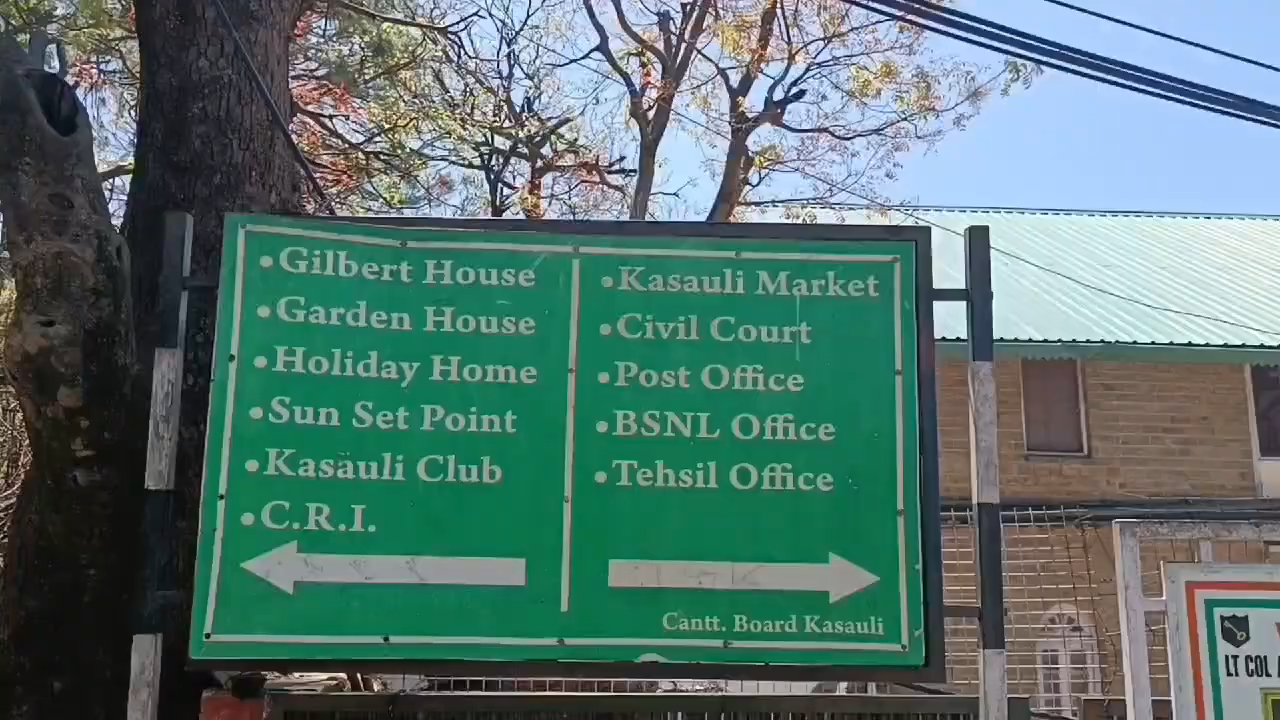 •Gilbert House
•Garden House
•Holiday Home
•Sun Set Point
•Kasauli Club
•C.R.I.
•Kasauli Market
•Civil Court
•Post Office
•BSNL Office
•Tehsil Office
Cantt. Board Kasauli
LT COL